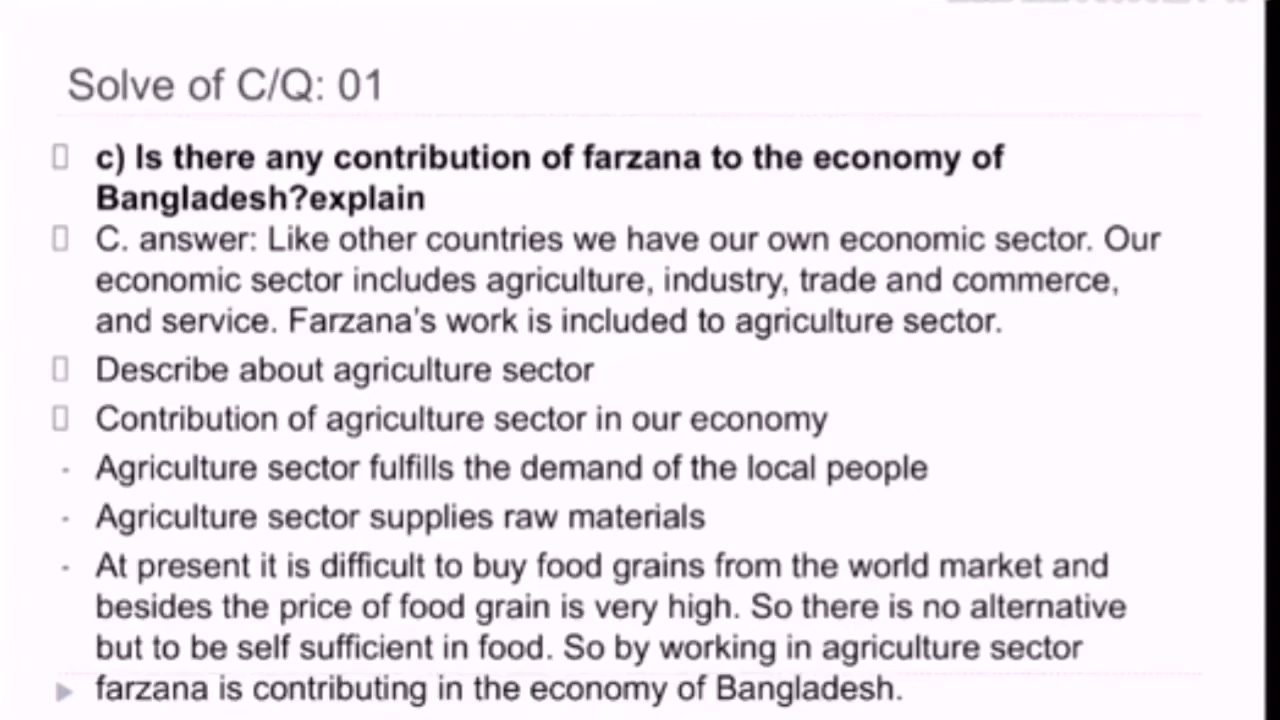 Solve of C/Q: 01
c) Is there any contribution of farzana to the economy of
Bangladesh?explain
C. answer: Like other countries we have our own economic sector. Our
economic sector includes agriculture, industry, trade and commerce,
and service. Farzana's work is included to agriculture sector.
Describe about agriculture sector
Contribution of agriculture sector in our economy
- Agriculture sector fulfills the demand of the local people
- Agriculture sector supplies raw materials
- At present it is difficult to buy food grains from the world market and
besides the price of food grain is very high. So there is no alternative
but to be self sufficient in food. So by working in agriculture sector
farzana is contributing in the economy of Bangladesh.